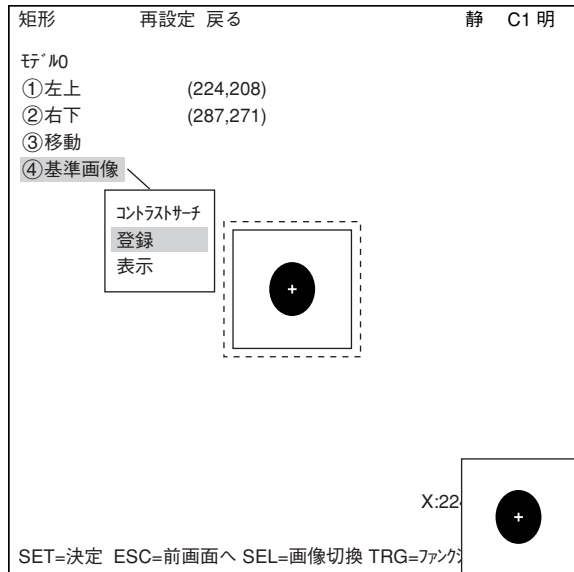 矩形 再設定 戻る 静 C1 明
ﾓﾃﾞﾙ0
①左上 (224,208)
②右下 (287,271)
③移動
④基準画像
ｺﾝﾄﾗｽﾄｻｰﾁ
登録
表示
X:22
SET=決定 ESC=前画面へ SEL=画像切換 TRG=ﾌｧﾝｸｼ